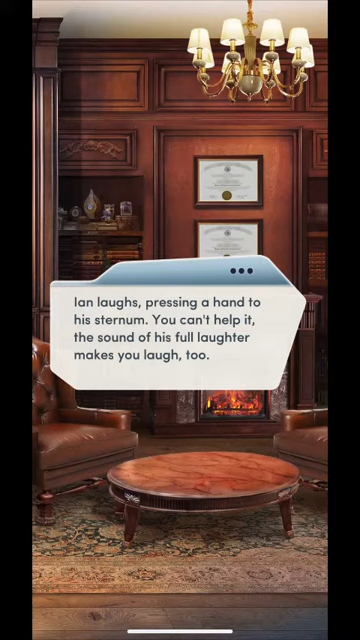 Ian laughs, pressing a hand to
his sternum. You can't help it,
the sound of his full laughter
makes you laugh, too.